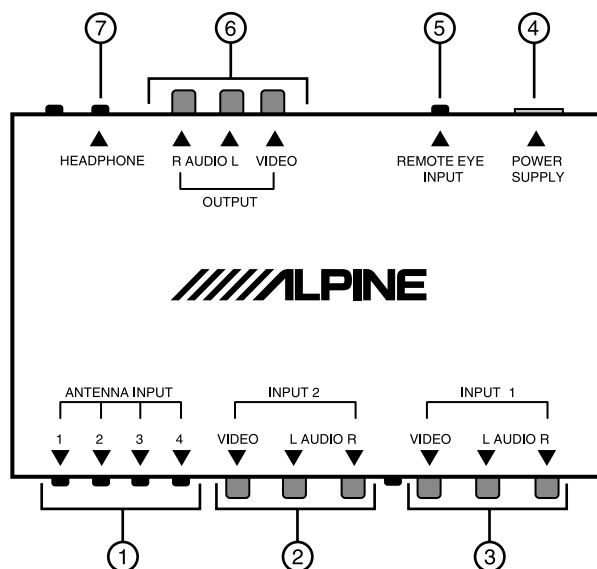 7 6 5 4
HEADPHONE
R AUDIO L VIDEO
OUTPUT
REMOTE EYE
INPUT
POWER
SUPPLY
ALPINE
ANTENNA INPUT
1 2 3 4
INPUT 2
VIDEO L AUDIO R
INPUT 1
VIDEO L AUDIO R
1 2 3